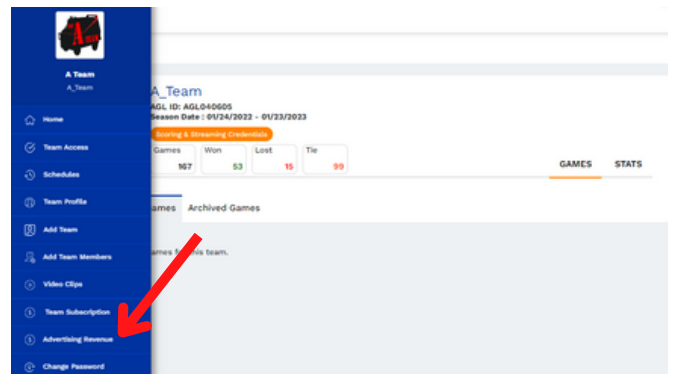 A Team
A_Team
Home
Team Access
Schedules
Team Profile
Add Team
Add Team Members
Video Clips
Team Subscription
Advertising Revenue
Change Password
A_Team
AGL ID: AGL040605
Season Date : 01/24/2022 - 01/23/2023
Scoring & Streaming Credentials
Games Won Lost Tie
167 53 15 99
GAMES STATS
ames Archived Games
ames f his team.